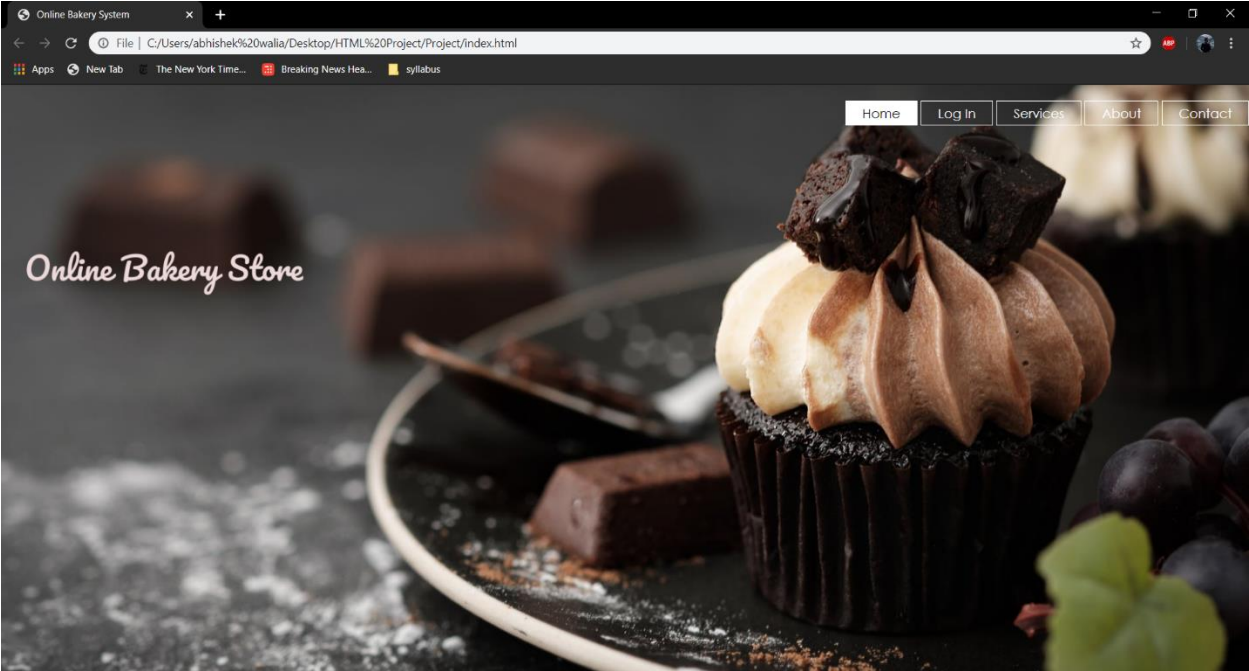 Online Bakery System
File | C:/Users/abhishek%20walia/Desktop/HTML%20Project/Project/index.html
ABP
Apps New Tab The New York Time... Breaking News Hea... syllabus
Home Log In Services About Contact
Online Bakery Store